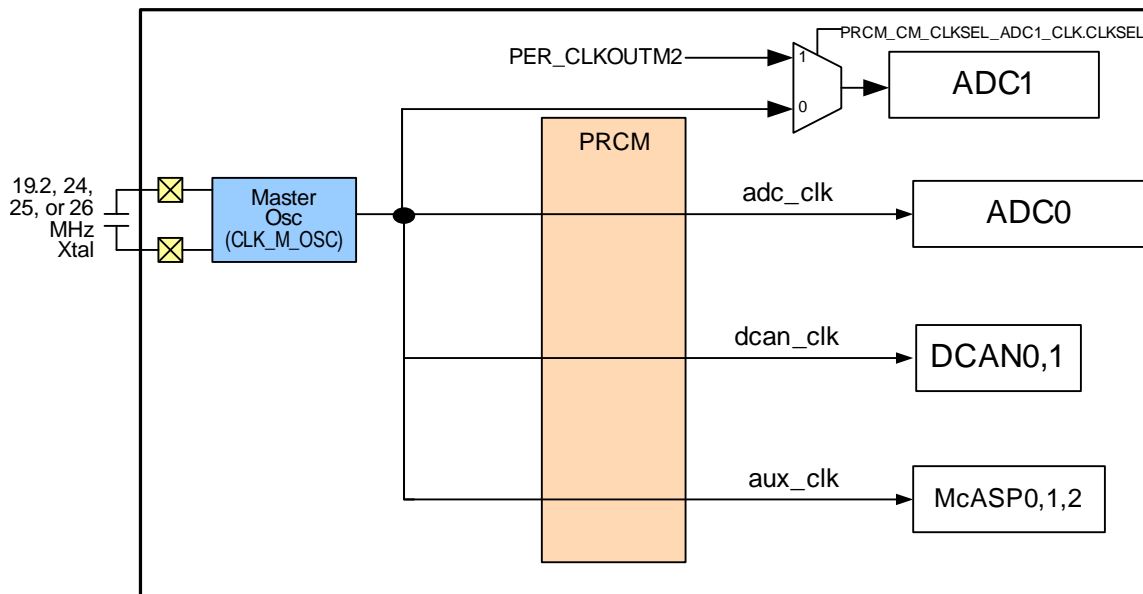 PRCM_CM_CLKSEL_ADC1_CLK.CLKSEL
PER_CLKOUTM2
1
0
ADC1
PRCM
19.2, 24,
25, or 26
MHz
Xtal
Master
Osc
(CLK_M_OSC)
adc_clk
ADC0
dcan_clk
DCAN0,1
aux_clk
McASP0,1,2